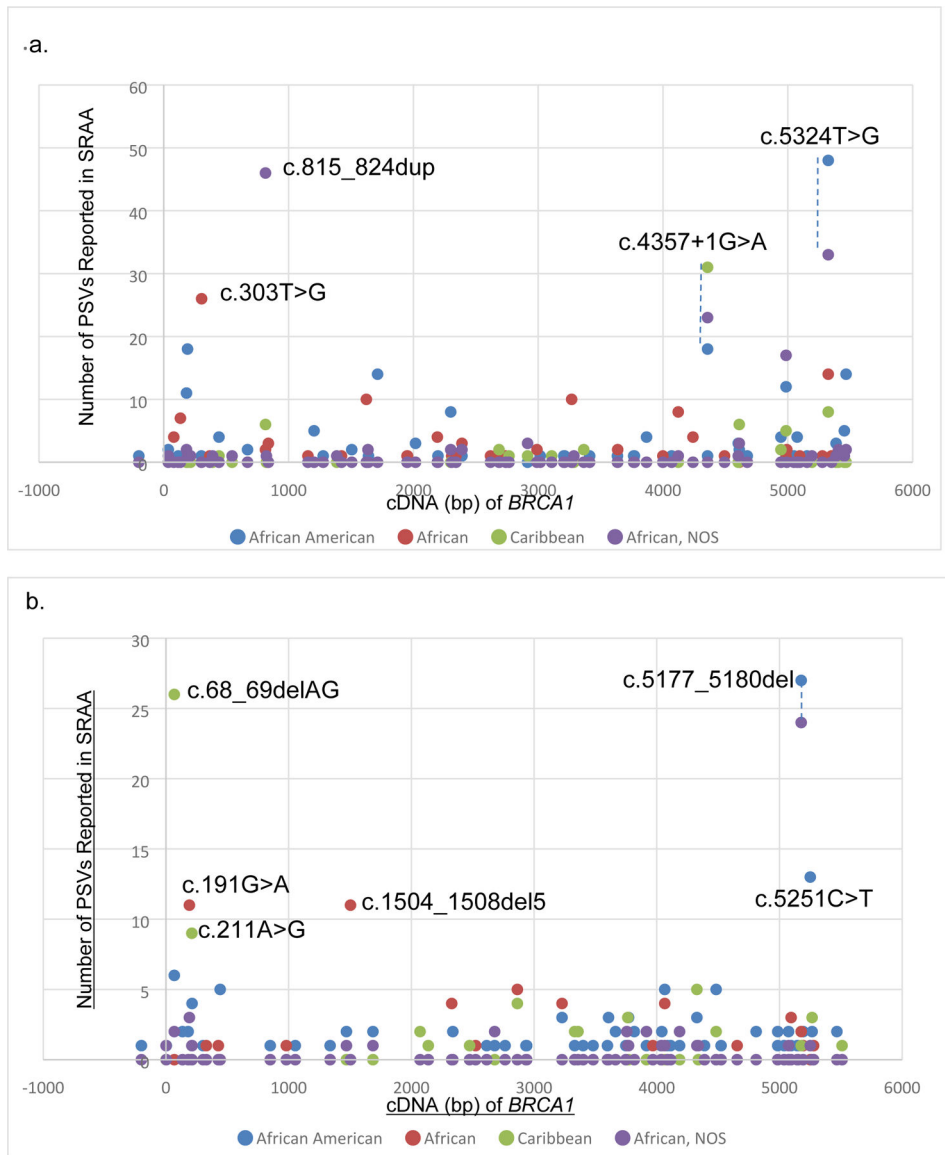 .a.
60
50
40
30
20
10
0
Number of PSVs Reported in SRAA
c.5324T>G
c.815_824dup
c.4357+1G>A
c.303T>G
-1000 0 1000 2000 3000 4000 5000 6000
cDNA (bp) of BRCA1
African American African Caribbean African, NOS
b.
30
25
20
15
10
5
0
Number of PSVs Reported in SRAA
c.68_69delAG
c.5177_5180del
c.191G>A
c.1504_1508del5
c.5251C>T
c.211A>G
-1000 0 1000 2000 3000 4000 5000 6000
cDNA (bp) of BRCA1
African American African Caribbean African, NOS